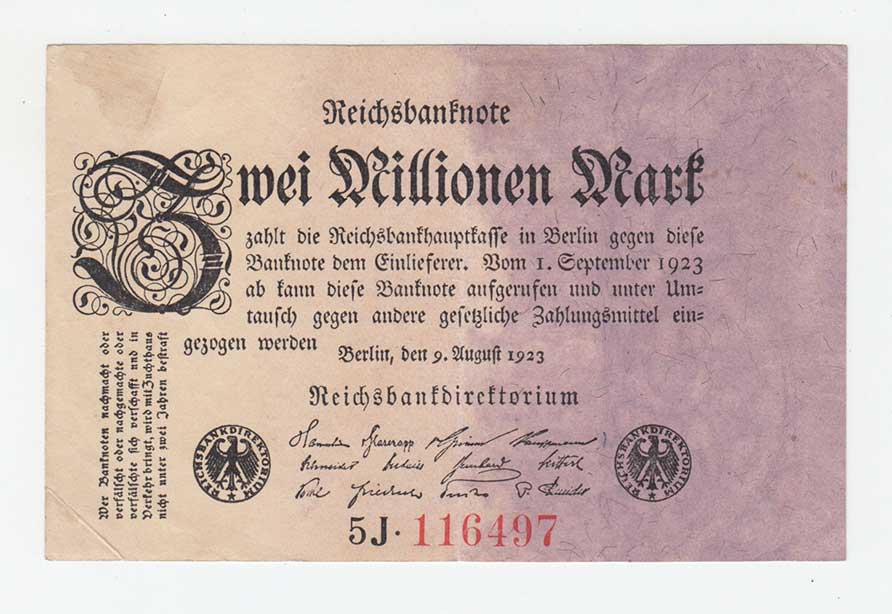 Reichsbanknote
Zwei Millionen Mark
zahlt die Reichsbankhauptkasse in Berlin gegen diese
Banknote dem Einlieferer. Vom 1. September 1923
ab kann diese Banknote aufgerufen und unter Um-
tausch gegen andere gesetzliche Zahlungsmittel ein-
gezogen werden
Berlin, den 9. August 1923
Reichsbankdirektorium
Wer Banknoten nachmacht oder
verfälscht oder nachgemachte oder
verfälschte sich verschafft und in
Verkehr bringt, wird mit Zuchthaus
nicht unter zwei Jahren bestraft
REICHSBANKDIREKTORIUM
REICHSBANKDIREKTORIUM
5J·116497